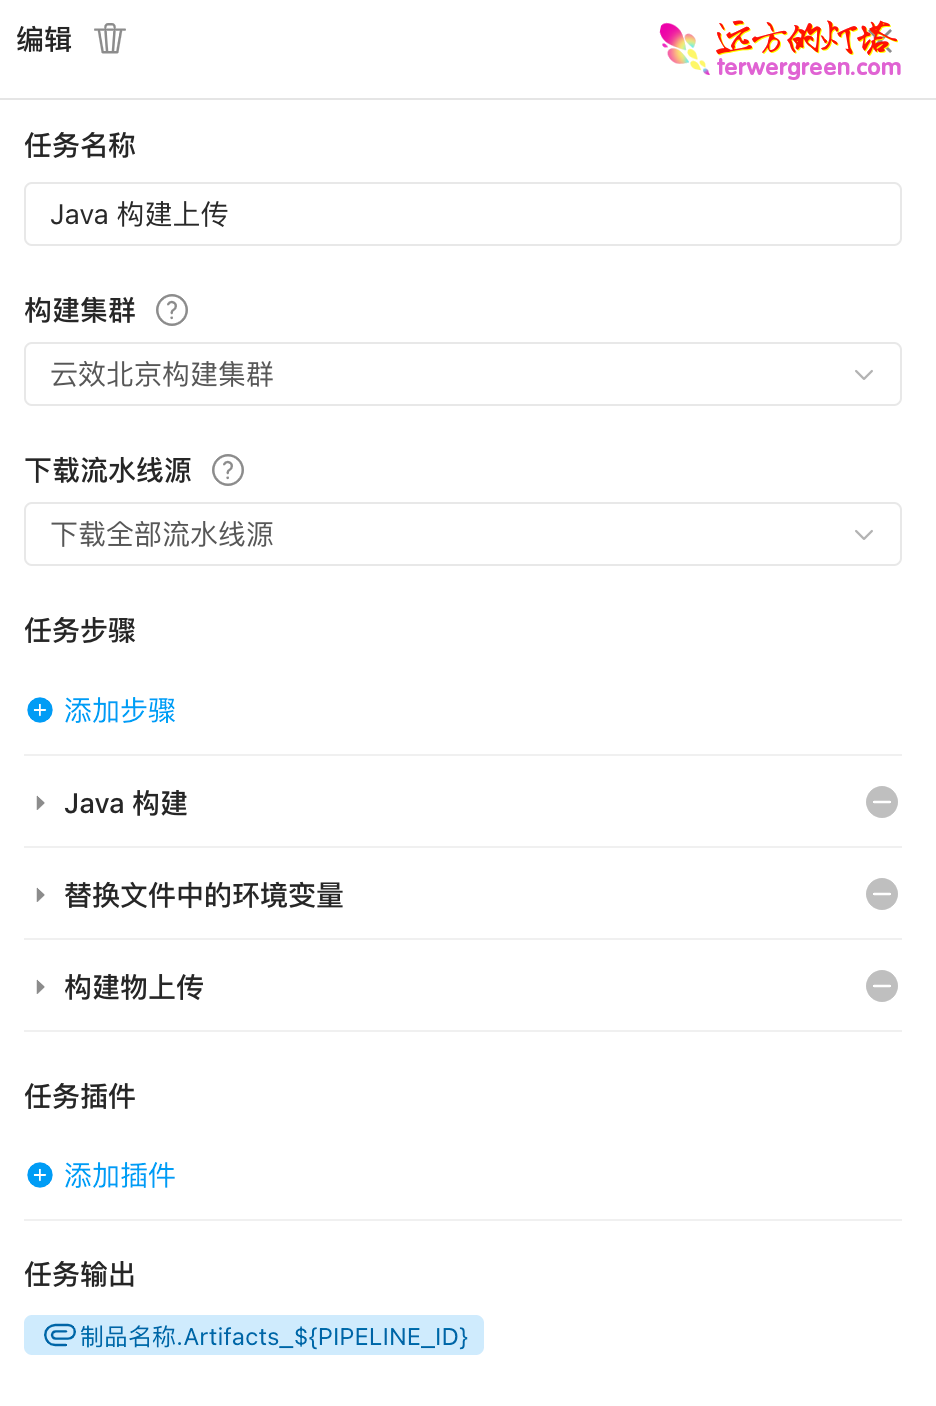 编辑
远方的灯塔
terwergreen.com
任务名称
Java 构建上传
构建集群 ?
云效北京构建集群
下载流水线源 ?
下载全部流水线源
任务步骤
添加步骤
Java 构建
替换文件中的环境变量
构建物上传
任务插件
添加插件
任务输出
制品名称.Artifacts_${PIPELINE_ID}